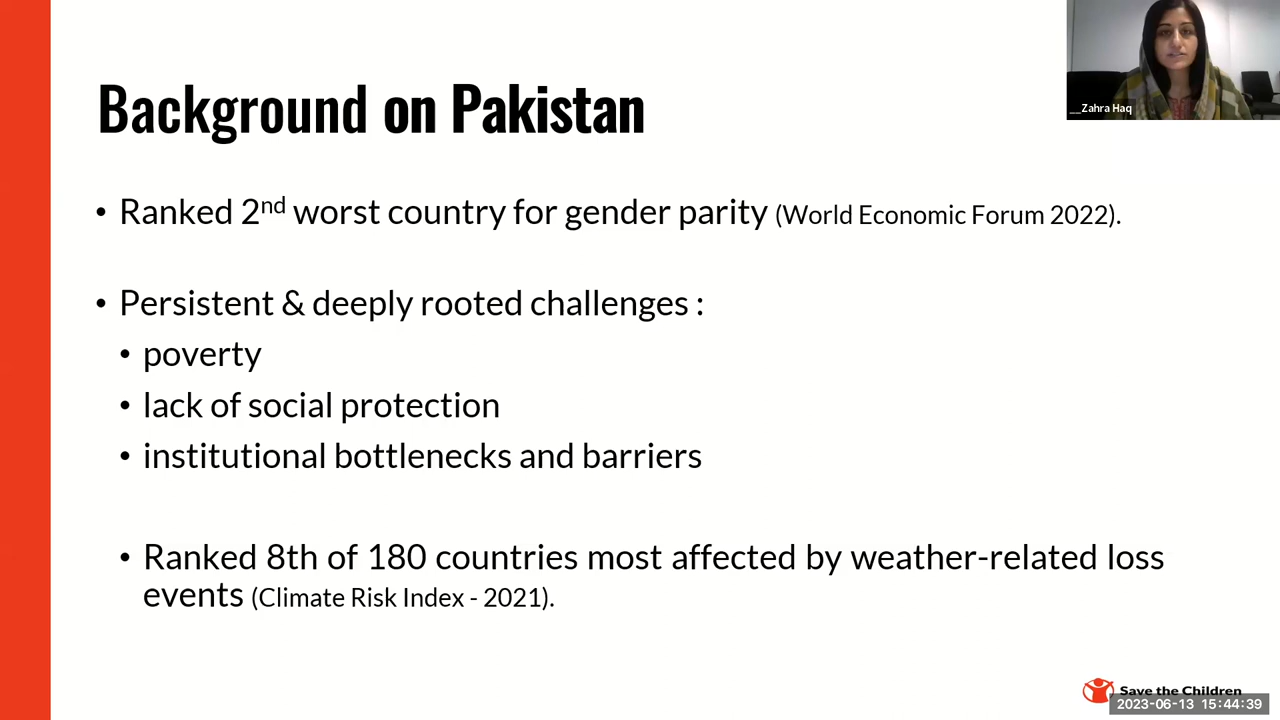 Background on Pakistan
__Zahra Haq
• Ranked 2nd worst country for gender parity (World Economic Forum 2022).
• Persistent & deeply rooted challenges :
• poverty
• lack of social protection
• institutional bottlenecks and barriers
• Ranked 8th of 180 countries most affected by weather-related loss
events (Climate Risk Index - 2021).
Save the Children
2023-06-13 15:44:39